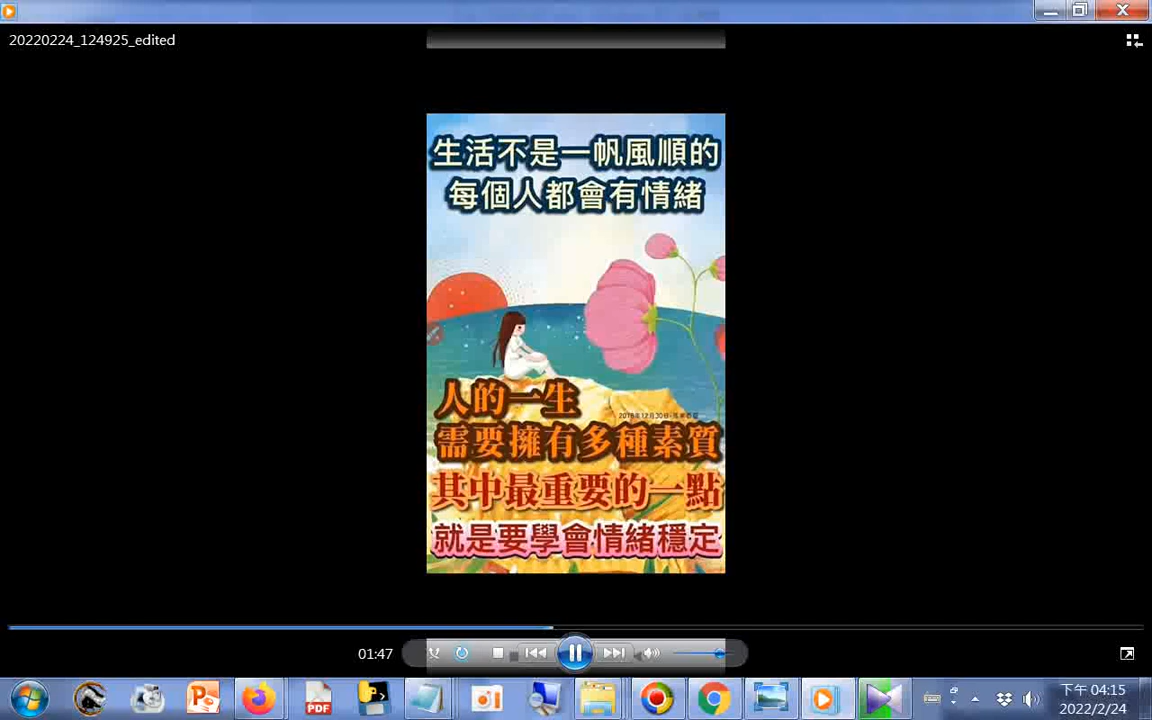 20220224_124925_edited
生活不是一帆風順的
每個人都會有情緒
人的一生
需要擁有多種素質
其中最重要的一點
就是要學會情緒穩定
01:47
PDF
下午 04:15
2022/2/24